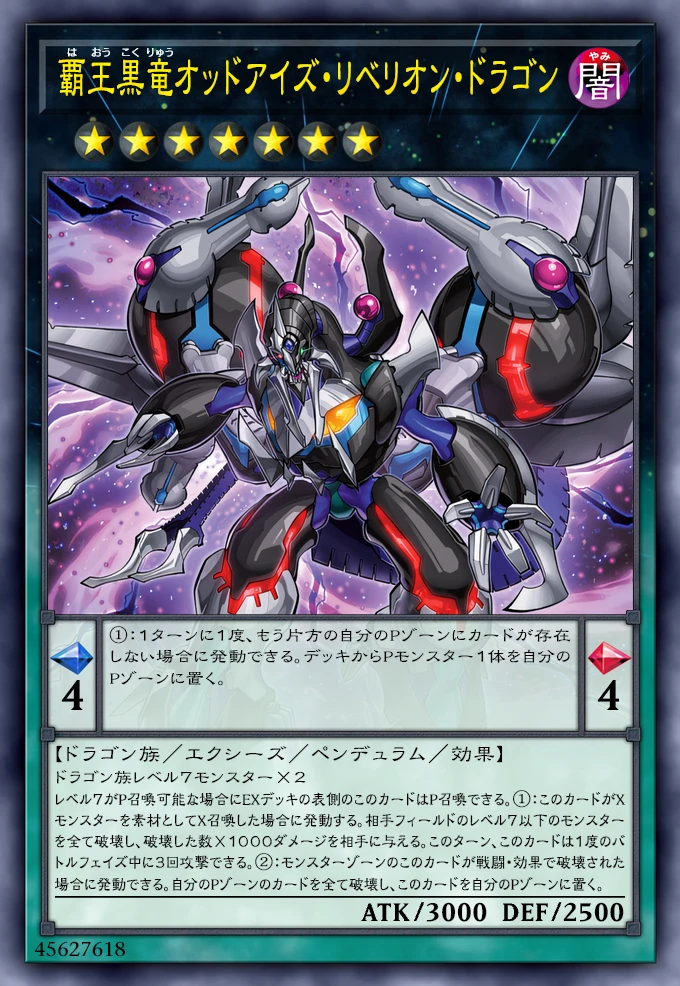 は おう こく りゅう
覇王黒竜オッドアイズ・リベリオン・ドラゴン
やみ
闇
①:1ターンに1度、もう片方の自分のPゾーンにカードが存在
しない場合に発動できる。デッキからPモンスター1体を自分の
Pゾーンに置く。
4
4
【ドラゴン族/エクシーズ/ペンデュラム/効果】
ドラゴン族レベル7モンスター×2
レベル7がP召喚可能な場合にEXデッキの表側のこのカードはP召喚できる。①:このカードがX
モンスターを素材としてX召喚した場合に発動する。相手フィールドのレベル7以下のモンスター
を全て破壊し、破壊した数×1000ダメージを相手に与える。このターン、このカードは1度のバ
トルフェイズ中に3回攻撃できる。②:モンスターゾーンのこのカードが戦闘・効果で破壊された
場合に発動できる。自分のPゾーンのカードを全て破壊し、このカードを自分のPゾーンに置く。
ATK/3000 DEF/2500
45627618